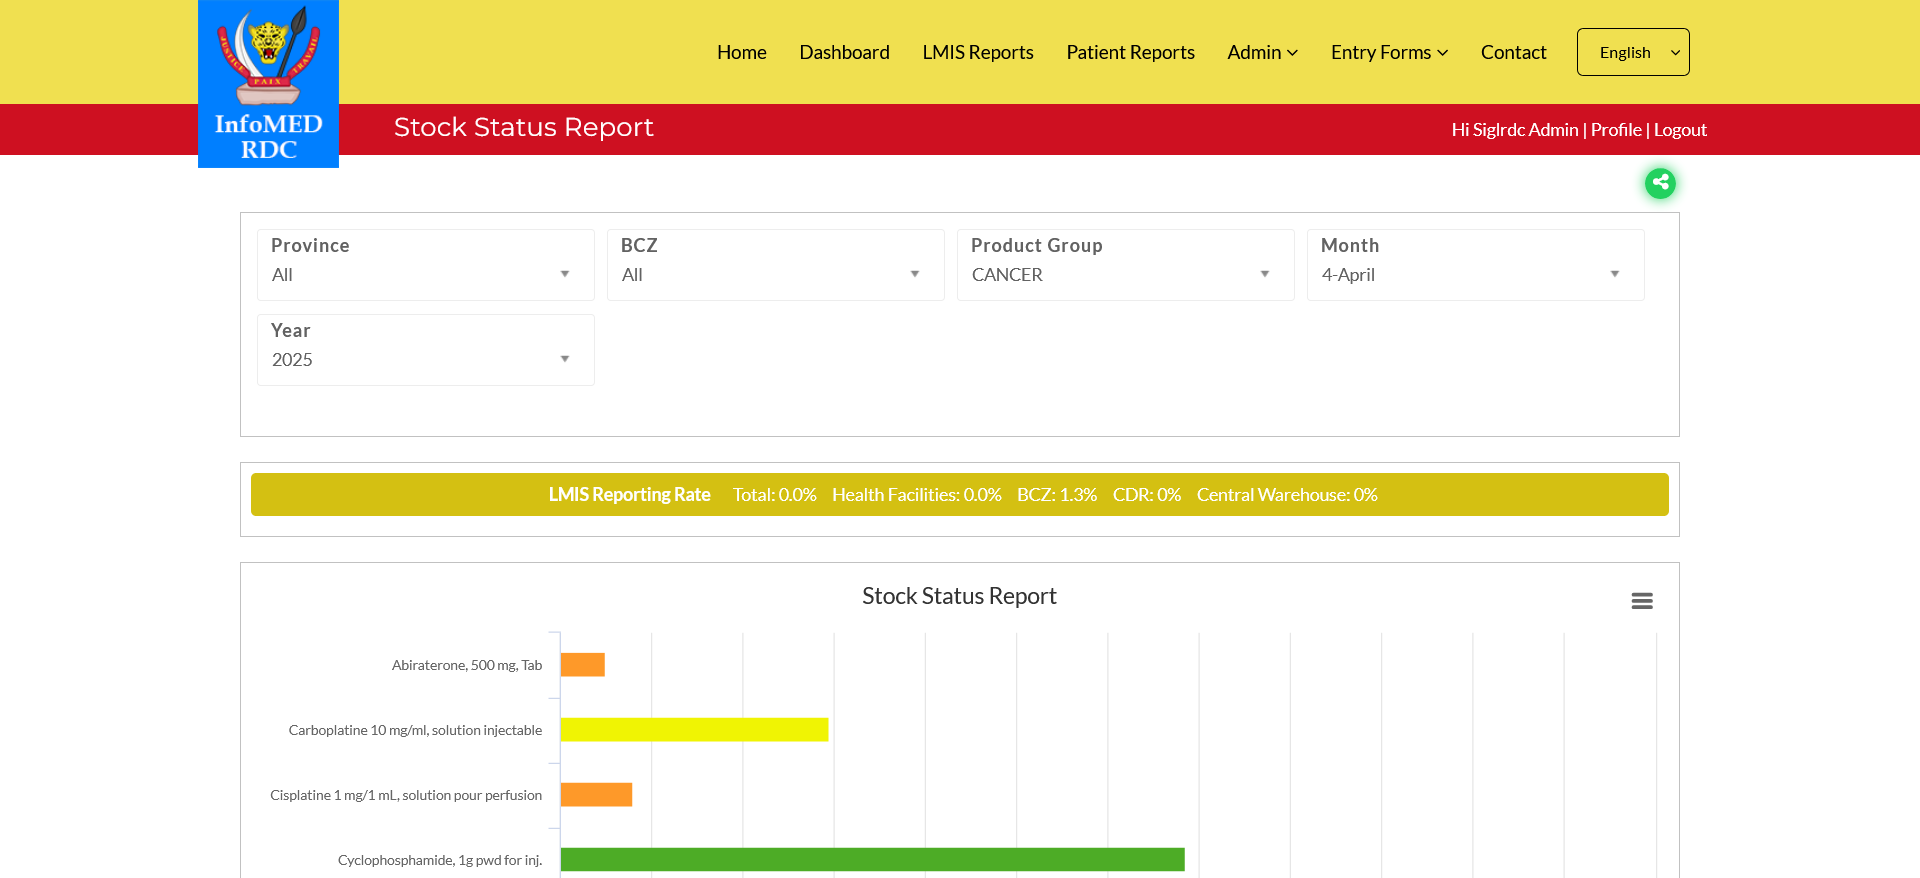 Home Dashboard LMIS Reports Patient Reports Admin Entry Forms Contact English
JUSTICE PAIX TRAVAIL
InfoMED
RDC
Stock Status Report
Hi Siglrdc Admin | Profile | Logout
Province BCZ Product Group Month
All All CANCER 4-April
Year
2025
LMIS Reporting Rate Total: 0.0% Health Facilities: 0.0% BCZ: 1.3% CDR: 0% Central Warehouse: 0%
Stock Status Report
Abiraterone, 500 mg, Tab
Carboplatine 10 mg/ml, solution injectable
Cisplatine 1 mg/1 mL, solution pour perfusion
Cyclophosphamide, 1g pwd for inj.